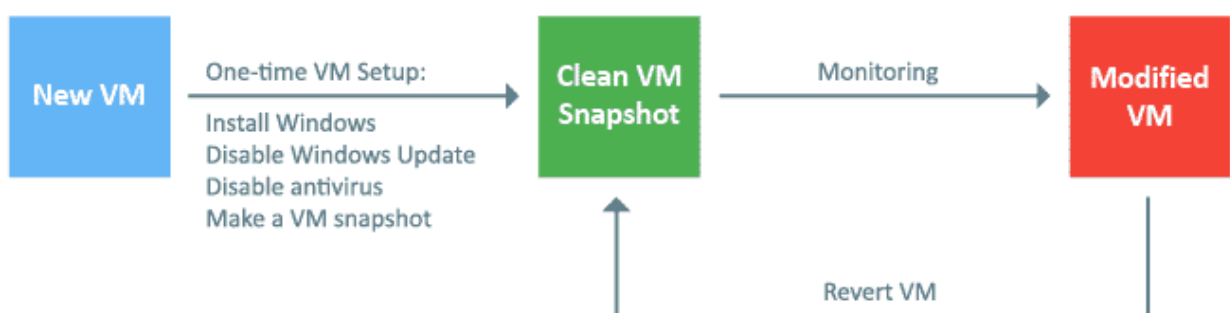 New VM
One-time VM Setup:
Install Windows
Disable Windows Update
Disable antivirus
Make a VM snapshot
Clean VM
Snapshot
Monitoring
Modified
VM
Revert VM